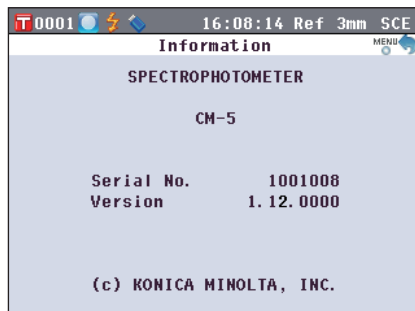 T 0001 16:08:14 Ref 3mm SCE
Information MENU
SPECTROPHOTOMETER
CM-5
Serial No. 1001008
Version 1.12.0000
(c) KONICA MINOLTA, INC.